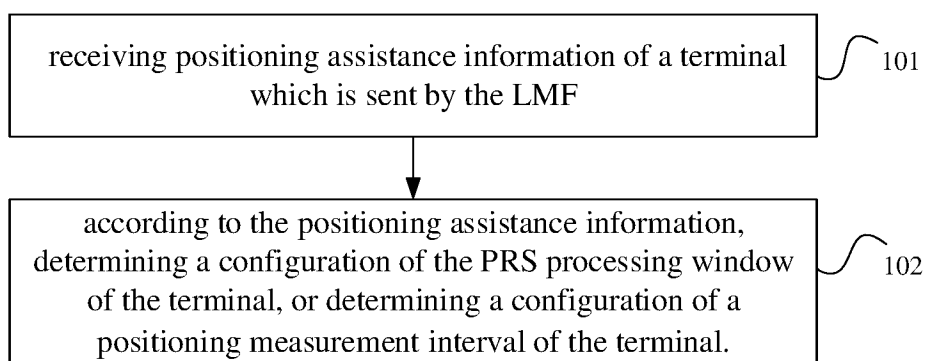 receiving positioning assistance information of a terminal
which is sent by the LMF
101
according to the positioning assistance information,
determining a configuration of the PRS processing window
of the terminal, or determining a configuration of a
positioning measurement interval of the terminal.
102